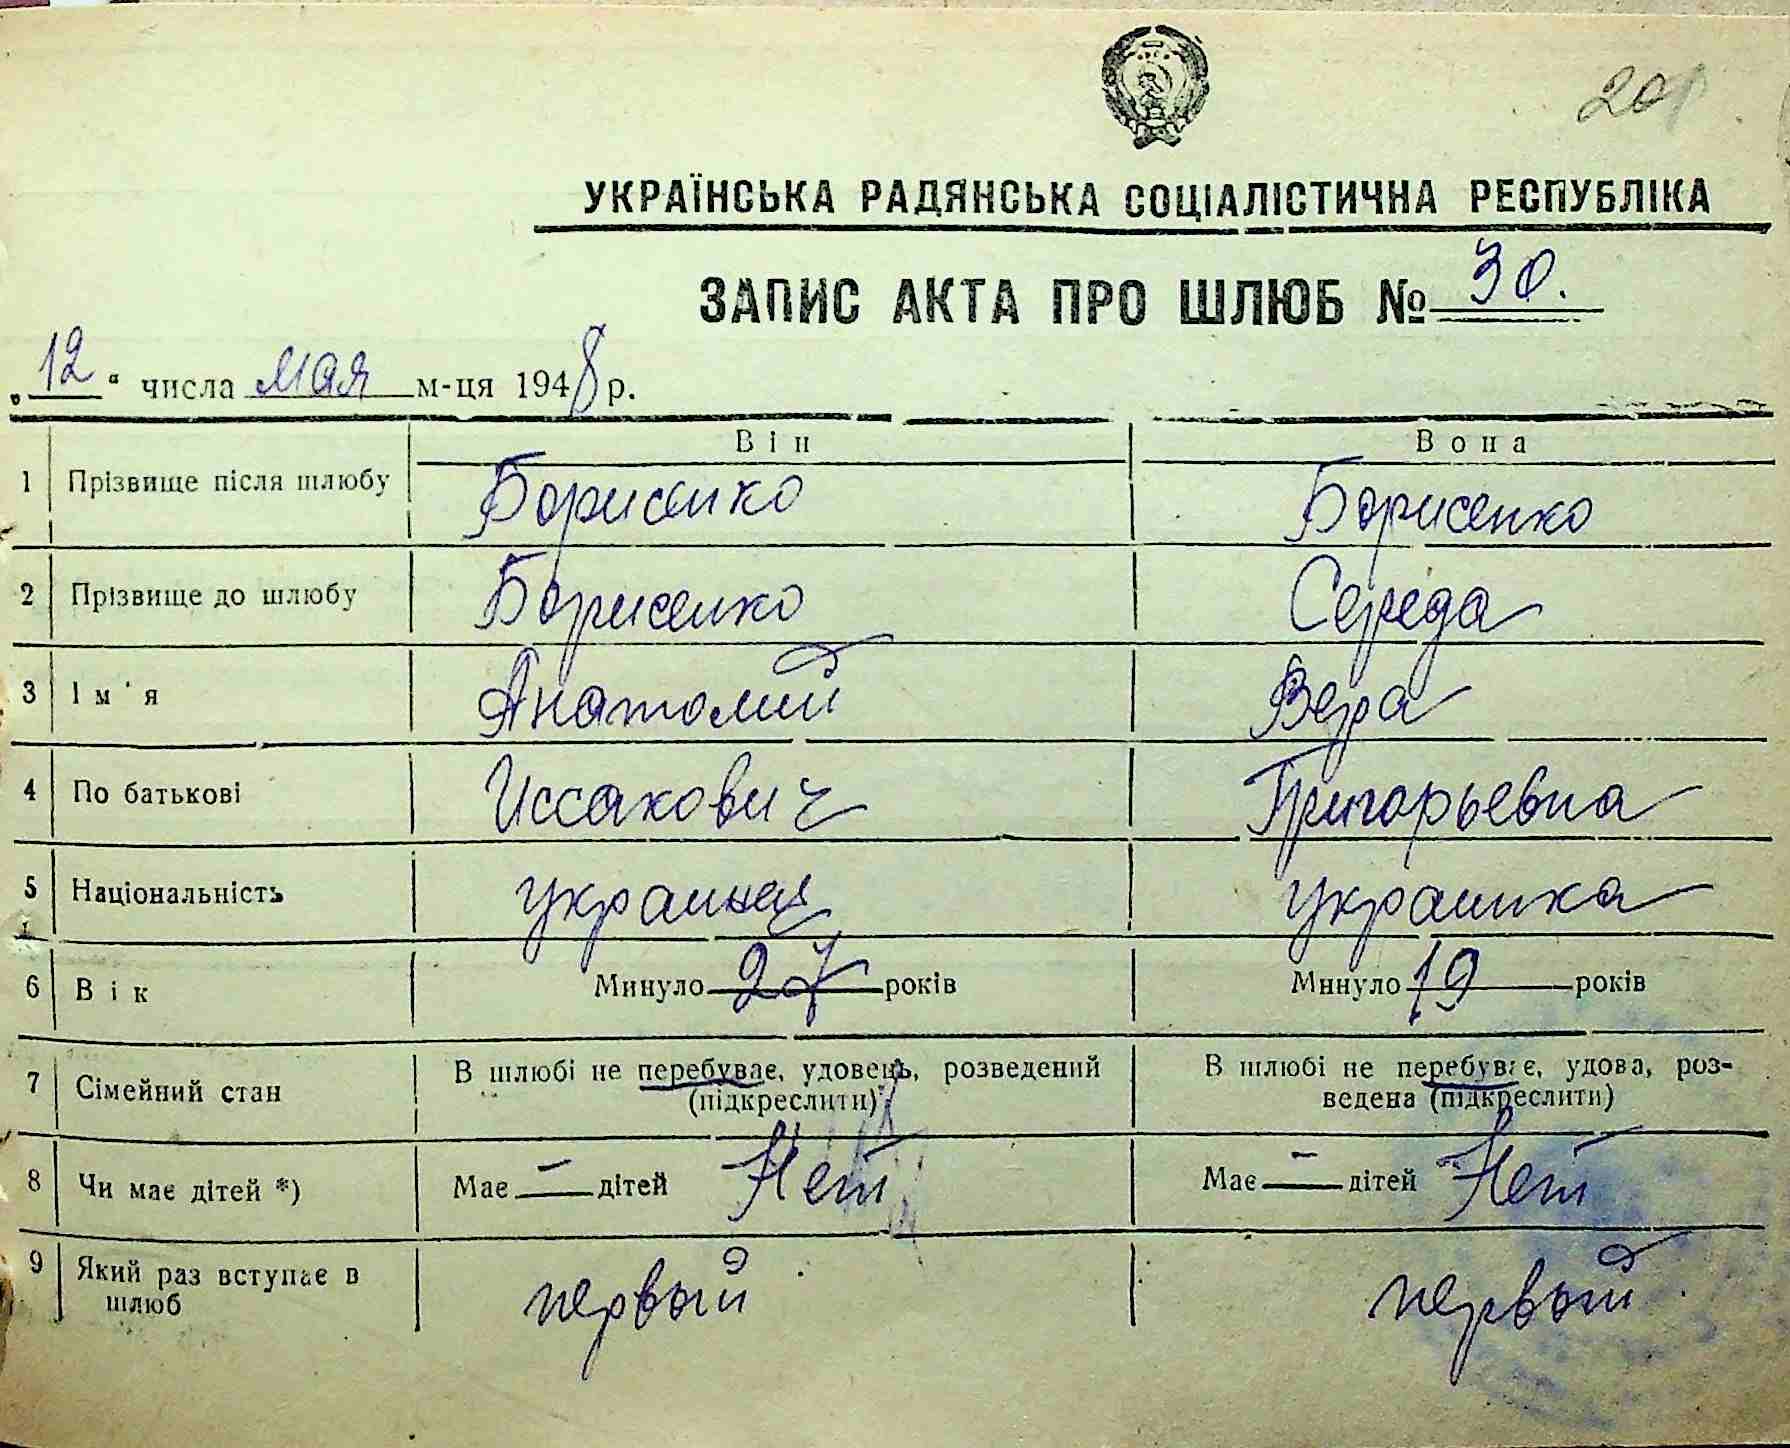 201
УКРАЇНСЬКА РАДЯНСЬКА СОЦІАЛІСТИЧНА РЕСПУБЛІКА
ЗАПИС АКТА ПРО ШЛЮБ № 30.
„12“ числа мая м-ця 1948 р.
Він Вона
1 Прізвище після шлюбу Борисенко Борисенко
2 Прізвище до шлюбу Борисенко Середа
3 Ім'я Анатолий Вера
4 По батькові Иссакович Григорьевна
5 Національність украинец украинка
6 Вік Минуло 27 років Минуло 19 років
7 Сімейний стан В шлюбі не перебуває, удовець, розведений (підкреслити) В шлюбі не перебуває, удова, роз-
ведена (підкреслити)
8 Чи має дітей *) Має — дітей Нет Має — дітей Нет
9 Який раз вступає в шлюб первый первый